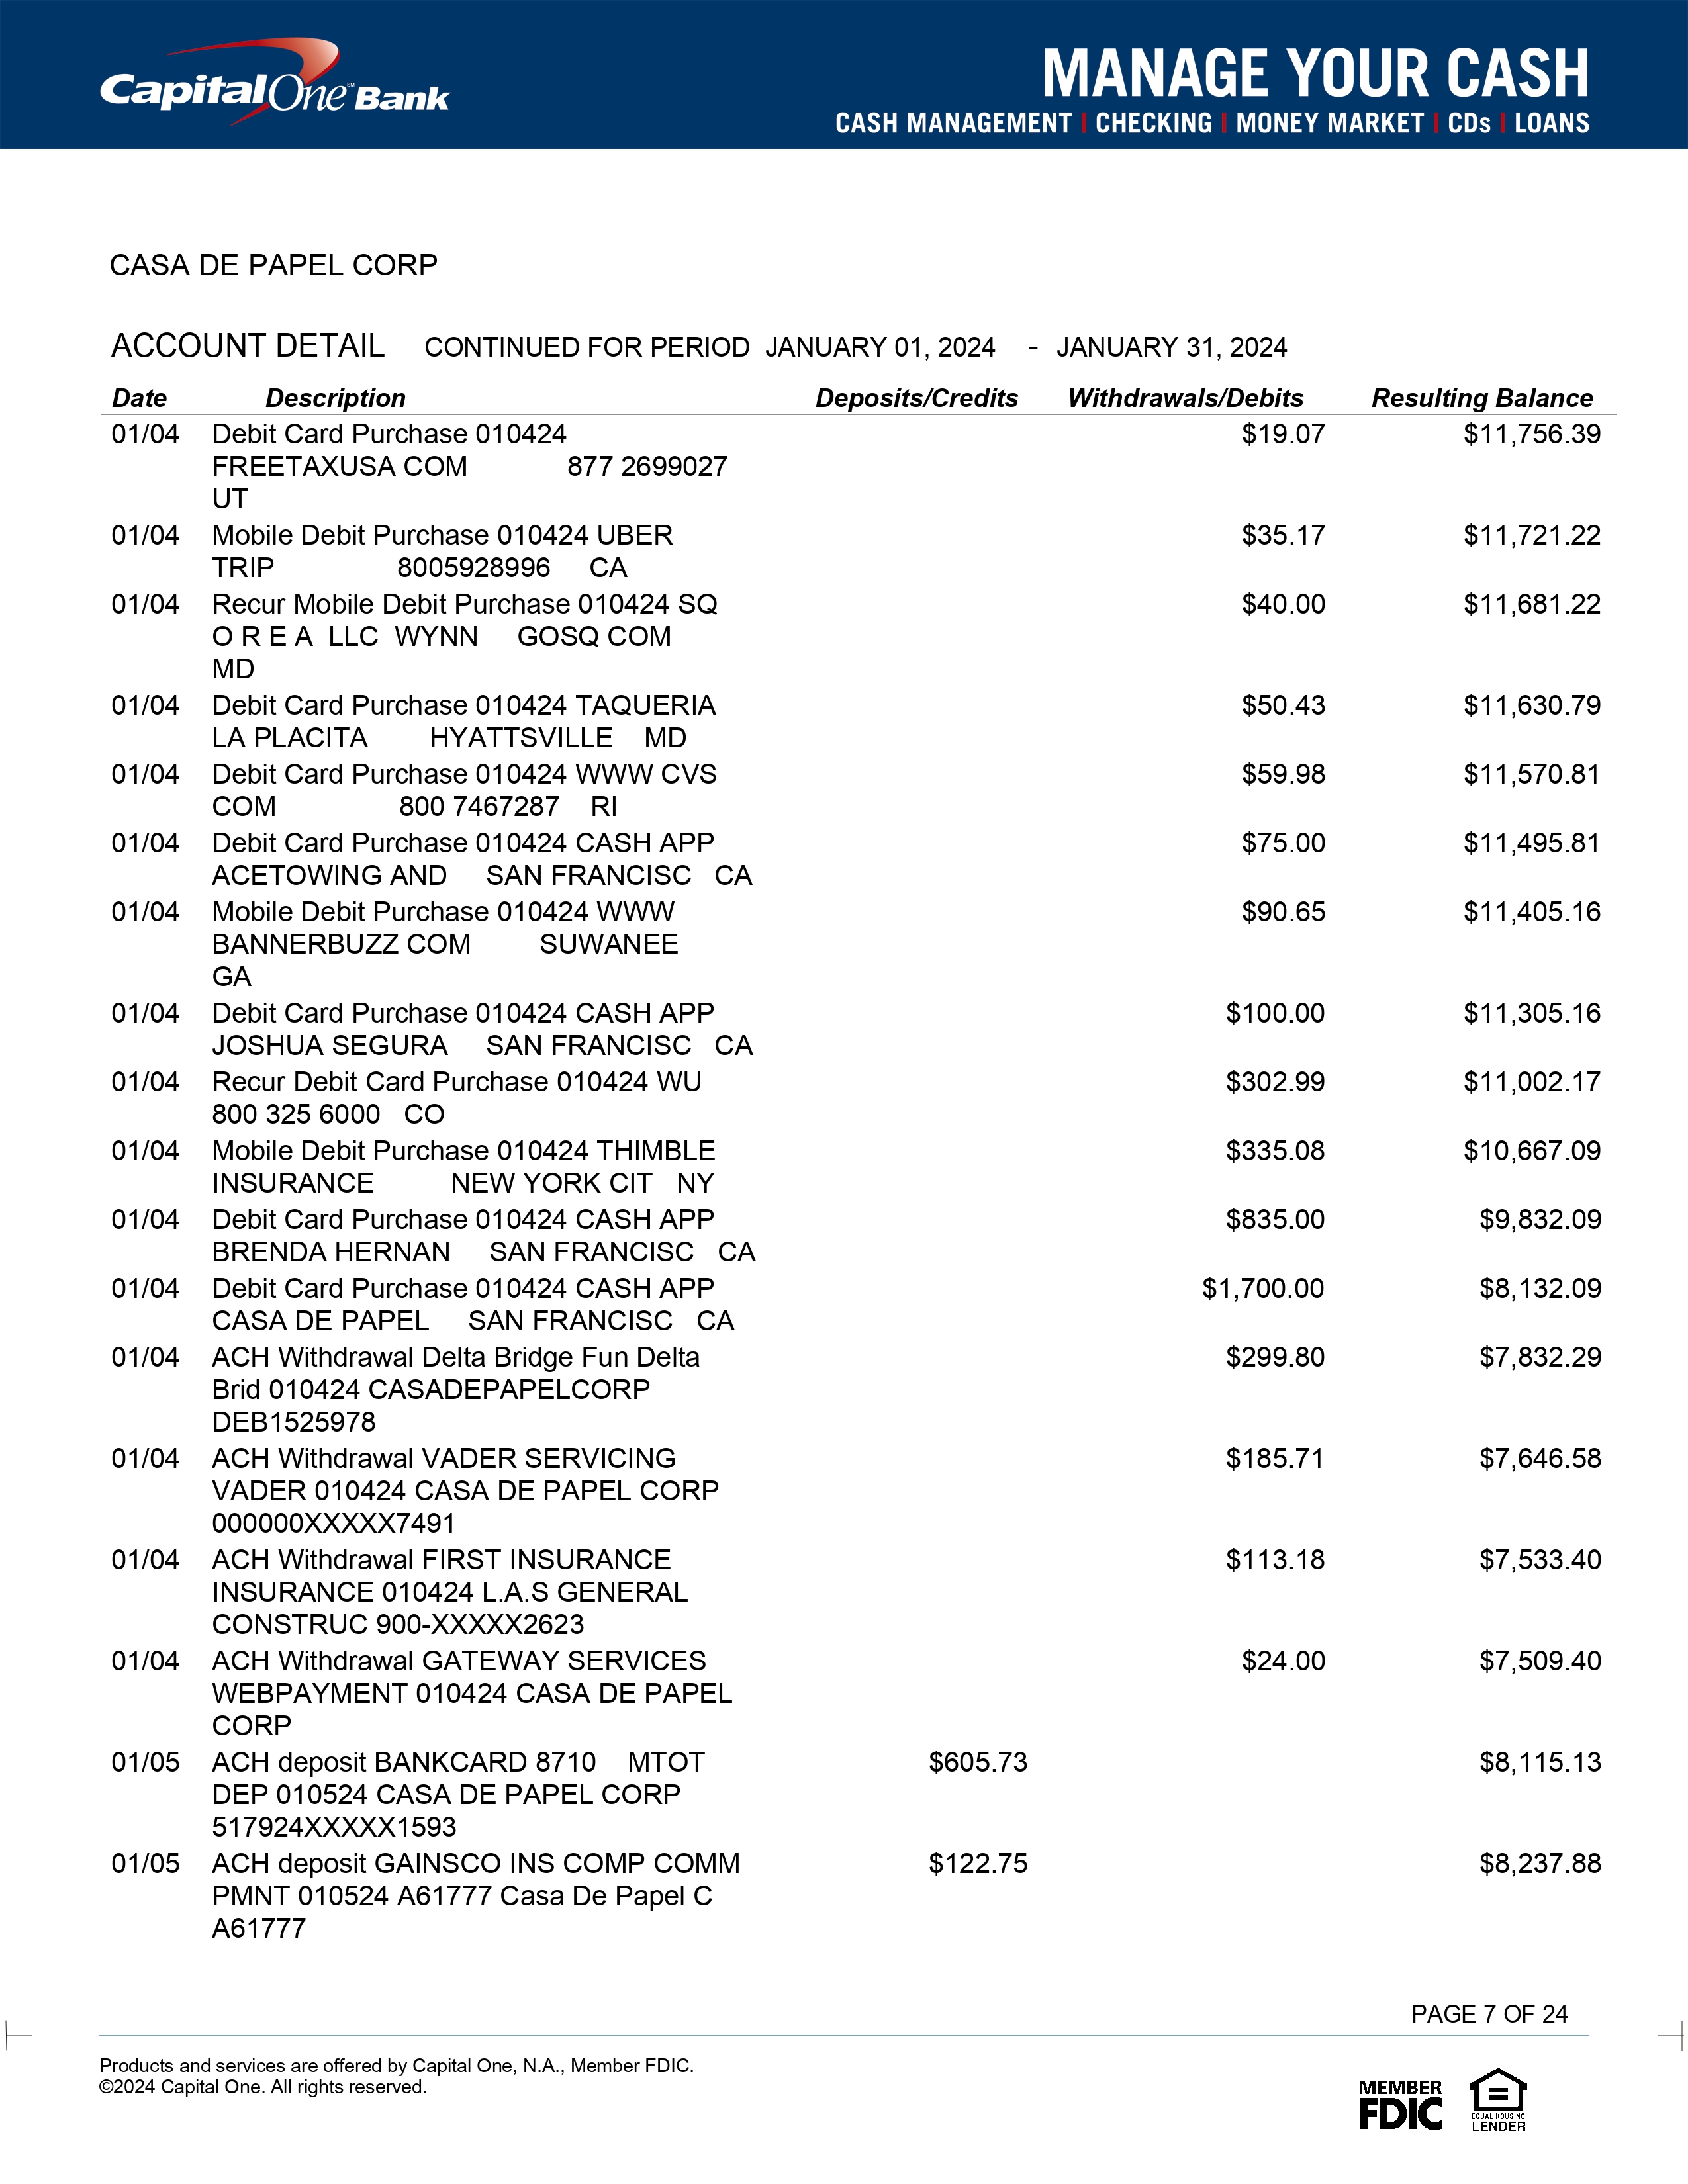 CapitalOne Bank
MANAGE YOUR CASH
CASH MANAGEMENT | CHECKING | MONEY MARKET | CDs | LOANS
CASA DE PAPEL CORP
ACCOUNT DETAIL CONTINUED FOR PERIOD JANUARY 01, 2024 - JANUARY 31, 2024
Date Description Deposits/Credits Withdrawals/Debits Resulting Balance
01/04 Debit Card Purchase 010424 $19.07 $11,756.39
FREETAXUSA COM 877 2699027
UT
01/04 Mobile Debit Purchase 010424 UBER $35.17 $11,721.22
TRIP 8005928996 CA
01/04 Recur Mobile Debit Purchase 010424 SQ $40.00 $11,681.22
O R E A LLC WYNN GOSQ COM
MD
01/04 Debit Card Purchase 010424 TAQUERIA $50.43 $11,630.79
LA PLACITA HYATTSVILLE MD
01/04 Debit Card Purchase 010424 WWW CVS $59.98 $11,570.81
COM 800 7467287 RI
01/04 Debit Card Purchase 010424 CASH APP $75.00 $11,495.81
ACETOWING AND SAN FRANCISC CA
01/04 Mobile Debit Purchase 010424 WWW $90.65 $11,405.16
BANNERBUZZ COM SUWANEE
GA
01/04 Debit Card Purchase 010424 CASH APP $100.00 $11,305.16
JOSHUA SEGURA SAN FRANCISC CA
01/04 Recur Debit Card Purchase 010424 WU $302.99 $11,002.17
800 325 6000 CO
01/04 Mobile Debit Purchase 010424 THIMBLE $335.08 $10,667.09
INSURANCE NEW YORK CIT NY
01/04 Debit Card Purchase 010424 CASH APP $835.00 $9,832.09
BRENDA HERNAN SAN FRANCISC CA
01/04 Debit Card Purchase 010424 CASH APP $1,700.00 $8,132.09
CASA DE PAPEL SAN FRANCISC CA
01/04 ACH Withdrawal Delta Bridge Fun Delta $299.80 $7,832.29
Brid 010424 CASADEPAPELCORP
DEB1525978
01/04 ACH Withdrawal VADER SERVICING $185.71 $7,646.58
VADER 010424 CASA DE PAPEL CORP
000000XXXXX7491
01/04 ACH Withdrawal FIRST INSURANCE $113.18 $7,533.40
INSURANCE 010424 L.A.S GENERAL
CONSTRUC 900-XXXXX2623
01/04 ACH Withdrawal GATEWAY SERVICES $24.00 $7,509.40
WEBPAYMENT 010424 CASA DE PAPEL
CORP
01/05 ACH deposit BANKCARD 8710 MTOT $605.73 $8,115.13
DEP 010524 CASA DE PAPEL CORP
517924XXXXX1593
01/05 ACH deposit GAINSCO INS COMP COMM $122.75 $8,237.88
PMNT 010524 A61777 Casa De Papel C
A61777
PAGE 7 OF 24
Products and services are offered by Capital One, N.A., Member FDIC.
©2024 Capital One. All rights reserved.
MEMBER
FDIC
EQUAL HOUSING
LENDER